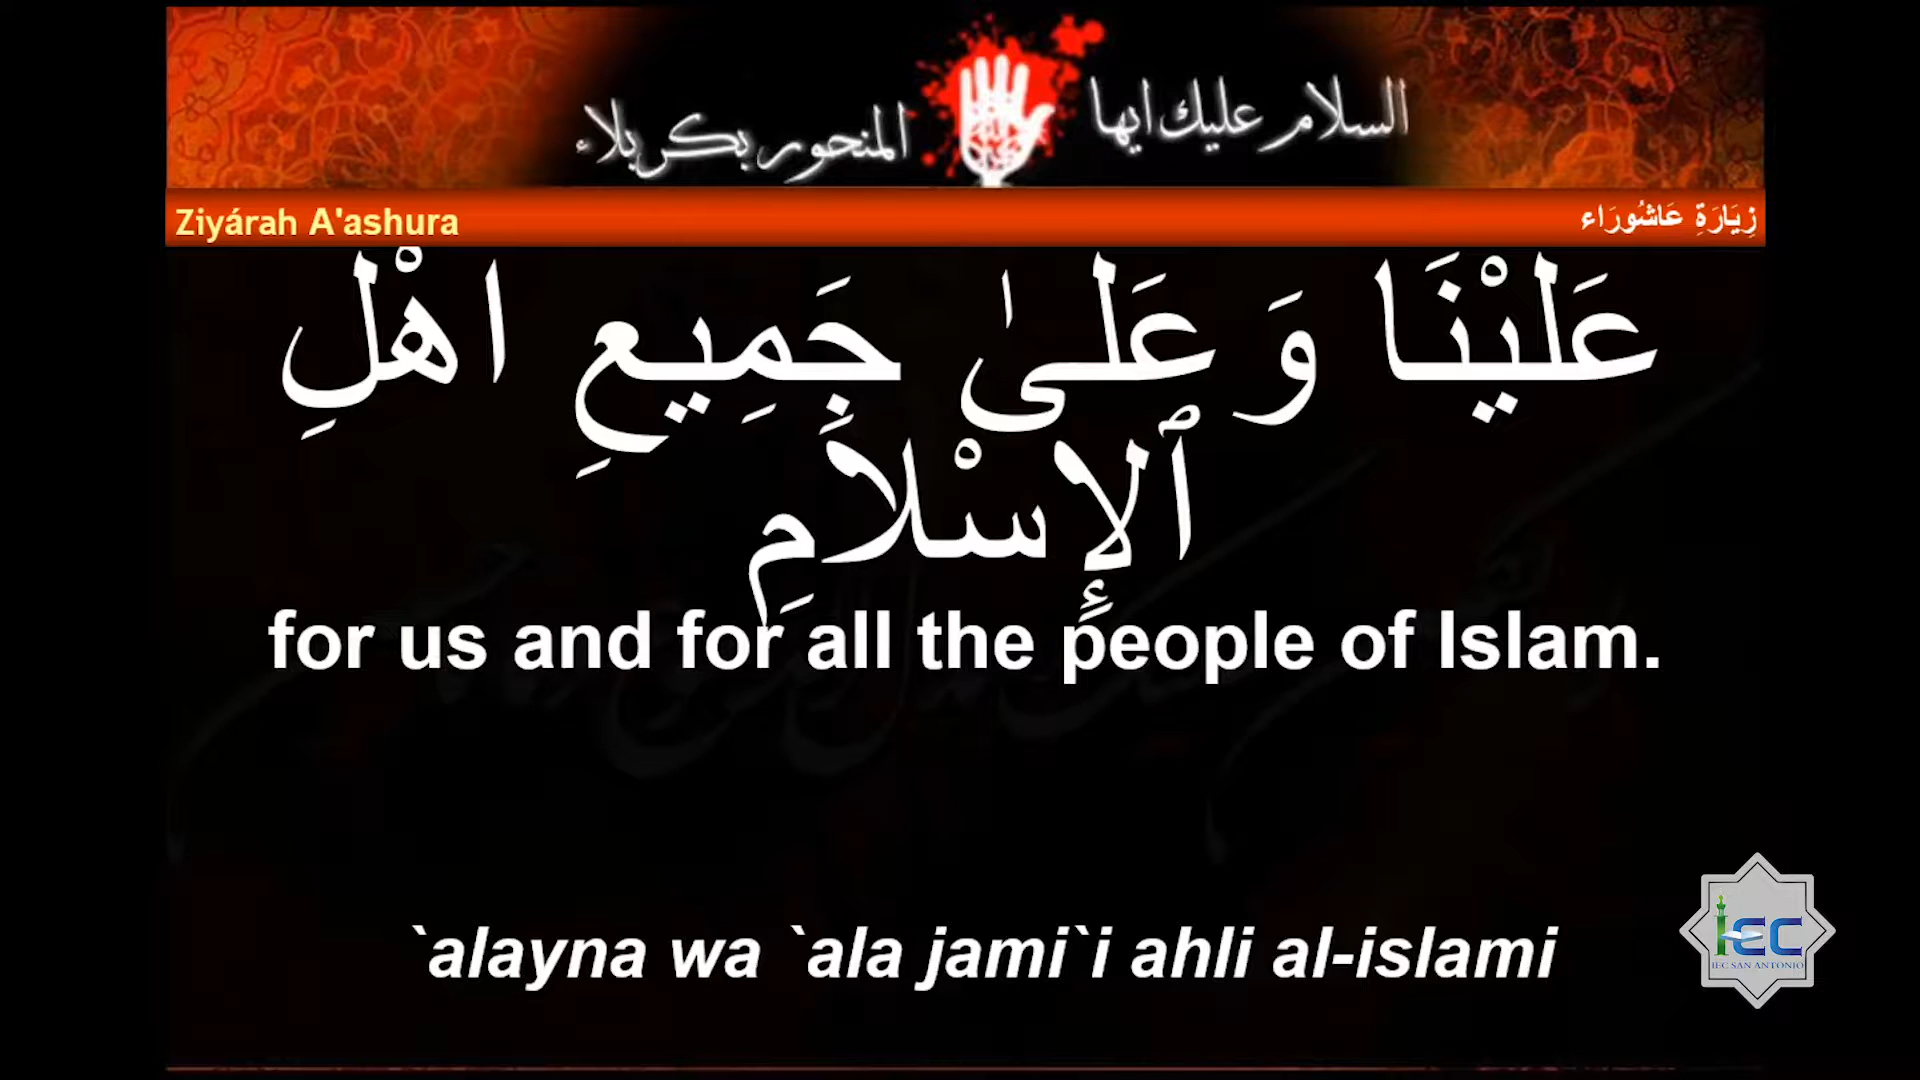 السلام عليك ايها
المنحور بكربلاء
Ziyárah A'ashura
زِيَارَةِ عَاشُورَاء
عَلَيْنَا وَ عَلَىٰ جَمِيعِ اهْلِ
ٱلإِسْلاَمِ
for us and for all the people of Islam.
`alayna wa `ala jami`i ahli al-islami
IEC
IEC SAN ANTONIO